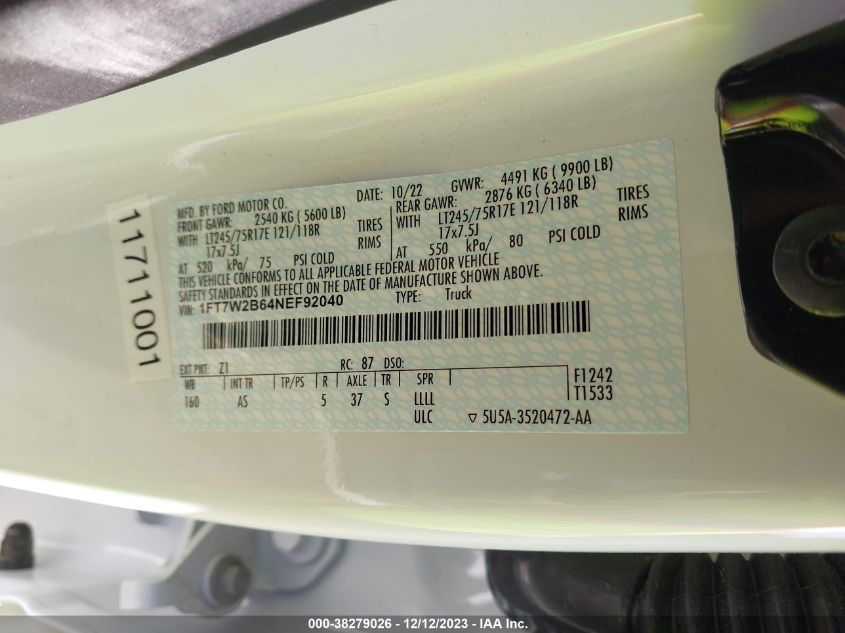 MFD. BY FORD MOTOR CO.
DATE: 10/22 GVWR: 4491 KG ( 9900 LB)
FRONT GAWR: 2540 KG ( 5600 LB) REAR GAWR: 2876 KG ( 6340 LB)
WITH LT245/75R17E 121/118R TIRES WITH LT245/75R17E 121/118R TIRES
17x7.5J RIMS 17x7.5J RIMS
AT 520 kPa/ 75 PSI COLD AT 550 kPa/ 80 PSI COLD
THIS VEHICLE CONFORMS TO ALL APPLICABLE FEDERAL MOTOR VEHICLE
SAFETY STANDARDS IN EFFECT ON THE DATE OF MANUFACTURE SHOWN ABOVE.
VIN: 1FT7W2B64NEF92040 TYPE: Truck
EXT PNT: Z1 RC: 87 DSO:
WB INT TR TP/PS R AXLE TR SPR F1242
160 AS 5 37 S LLLL T1533
ULC ▽ 5U5A-3520472-AA
11711001
000-38279026 - 12/12/2023 - IAA Inc.